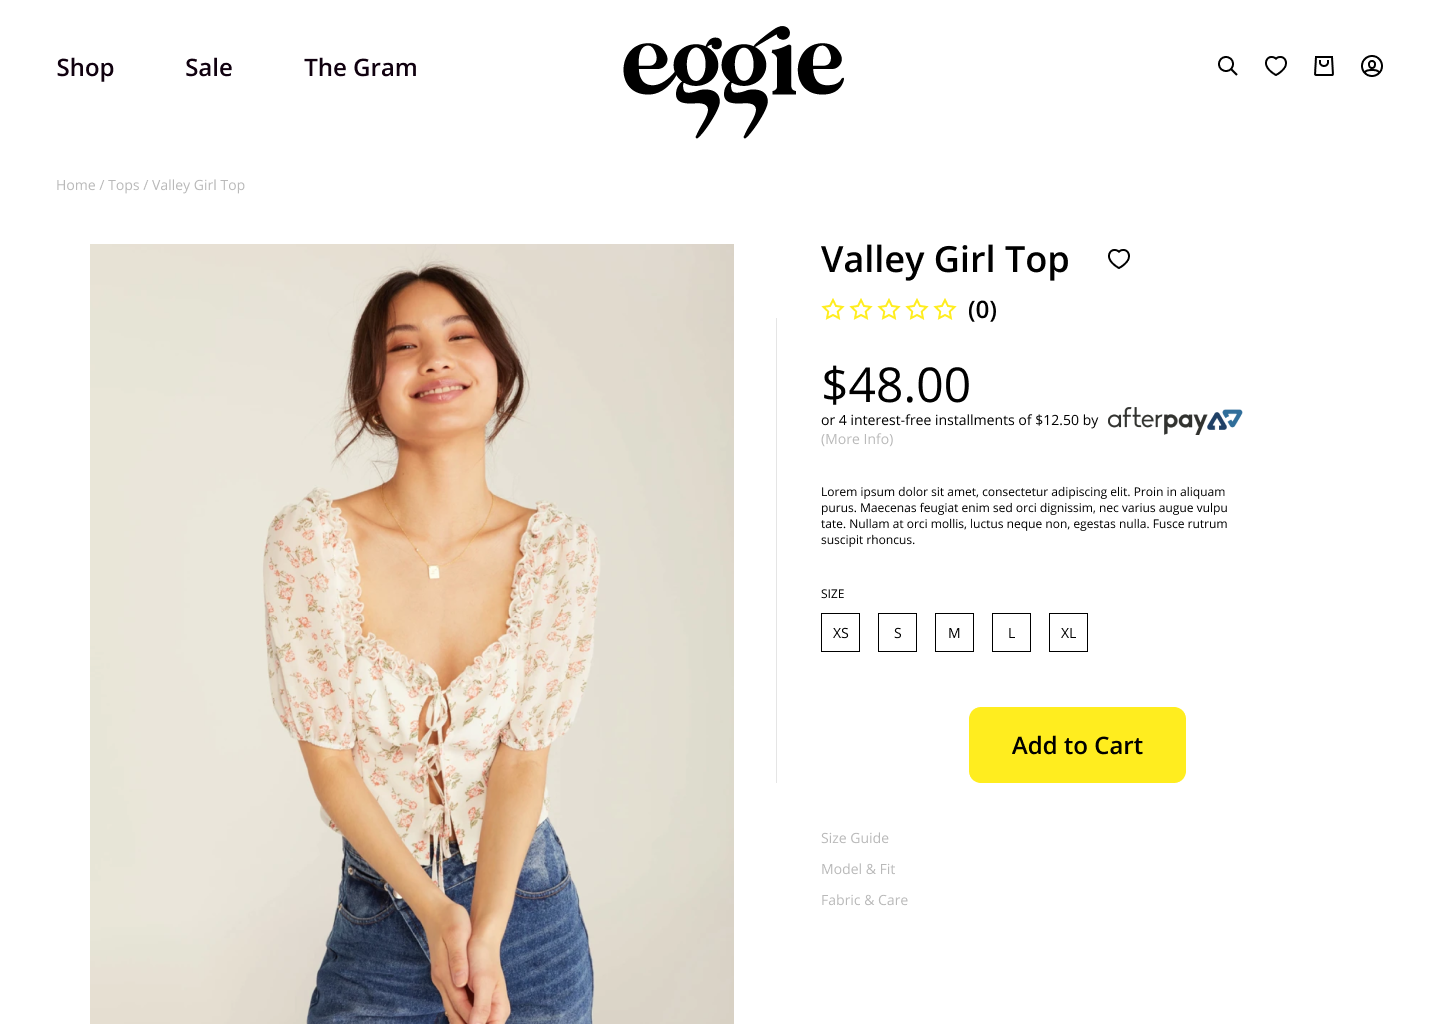 Shop Sale The Gram eggie
Home / Tops / Valley Girl Top
Valley Girl Top
(0)
$48.00
or 4 interest-free installments of $12.50 by afterpay
(More Info)
Lorem ipsum dolor sit amet, consectetur adipiscing elit. Proin in aliquam
purus. Maecenas feugiat enim sed orci dignissim, nec varius augue vulpu
tate. Nullam at orci mollis, luctus neque non, egestas nulla. Fusce rutrum
suscipit rhoncus.
SIZE
XS S M L XL
Add to Cart
Size Guide
Model & Fit
Fabric & Care